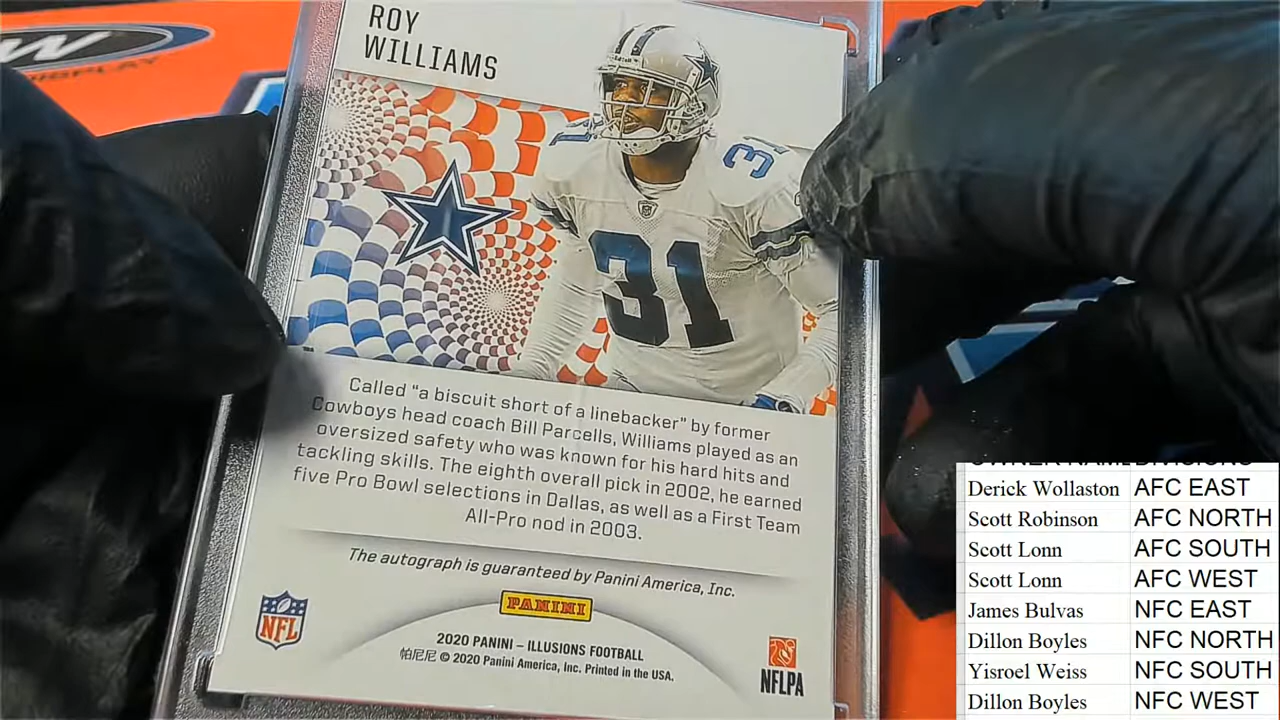 W
DISPLAY
ROY
WILLIAMS
31
31
Called "a biscuit short of a linebacker" by former
Cowboys head coach Bill Parcells, Williams played as an
oversized safety who was known for his hard hits and
tackling skills. The eighth overall pick in 2002, he earned
five Pro Bowl selections in Dallas, as well as a First Team
All-Pro nod in 2003.
The autograph is guaranteed by Panini America, Inc.
PANINI
NFL
2020 PANINI – ILLUSIONS FOOTBALL
帕尼尼 © 2020 Panini America, Inc. Printed in the USA.
NFLPA
OWNER NAME DIVISIONS
Derick Wollaston AFC EAST
Scott Robinson AFC NORTH
Scott Lonn AFC SOUTH
Scott Lonn AFC WEST
James Bulvas NFC EAST
Dillon Boyles NFC NORTH
Yisroel Weiss NFC SOUTH
Dillon Boyles NFC WEST